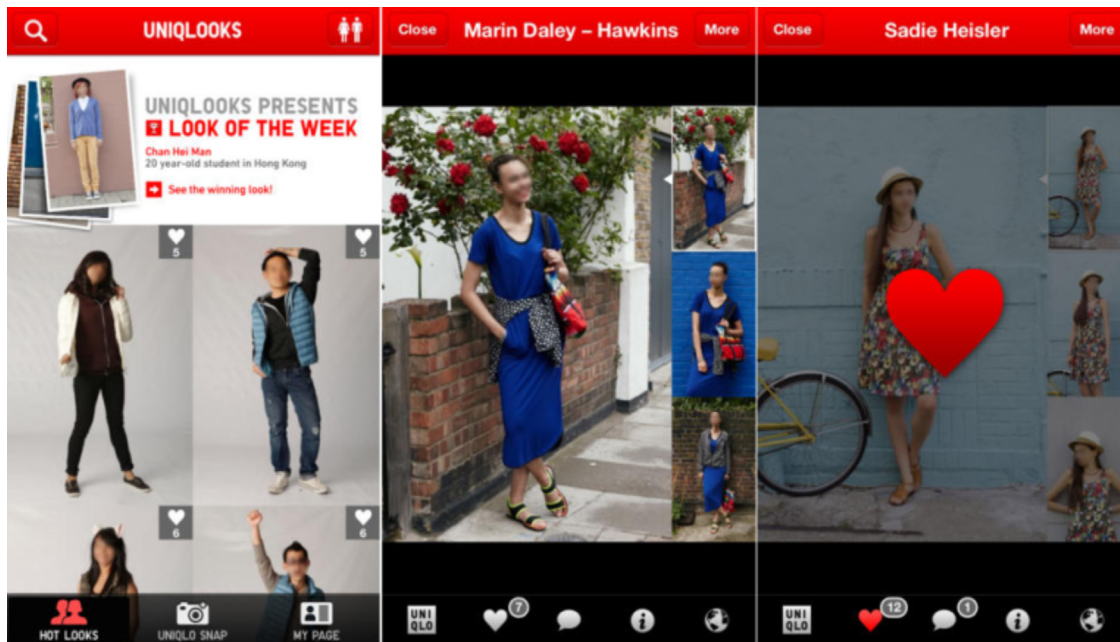 UNIQLOOKS
UNIQLOOKS PRESENTS
LOOK OF THE WEEK
Chan Hei Man
20 year-old student in Hong Kong
See the winning look!
5
5
6
6
HOT LOOKS
UNIQLO SNAP
MY PAGE
Close
Marin Daley – Hawkins
More
UNI
QLO
7
Close
Sadie Heisler
More
UNI
QLO
12
1